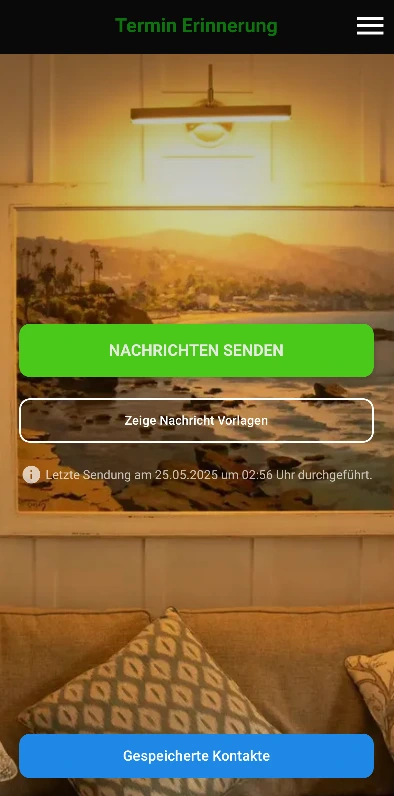 Termin Erinnerung
NACHRICHTEN SENDEN
Zeige Nachricht Vorlagen
Letzte Sendung am 25.05.2025 um 02:56 Uhr durchgeführt.
Gespeicherte Kontakte